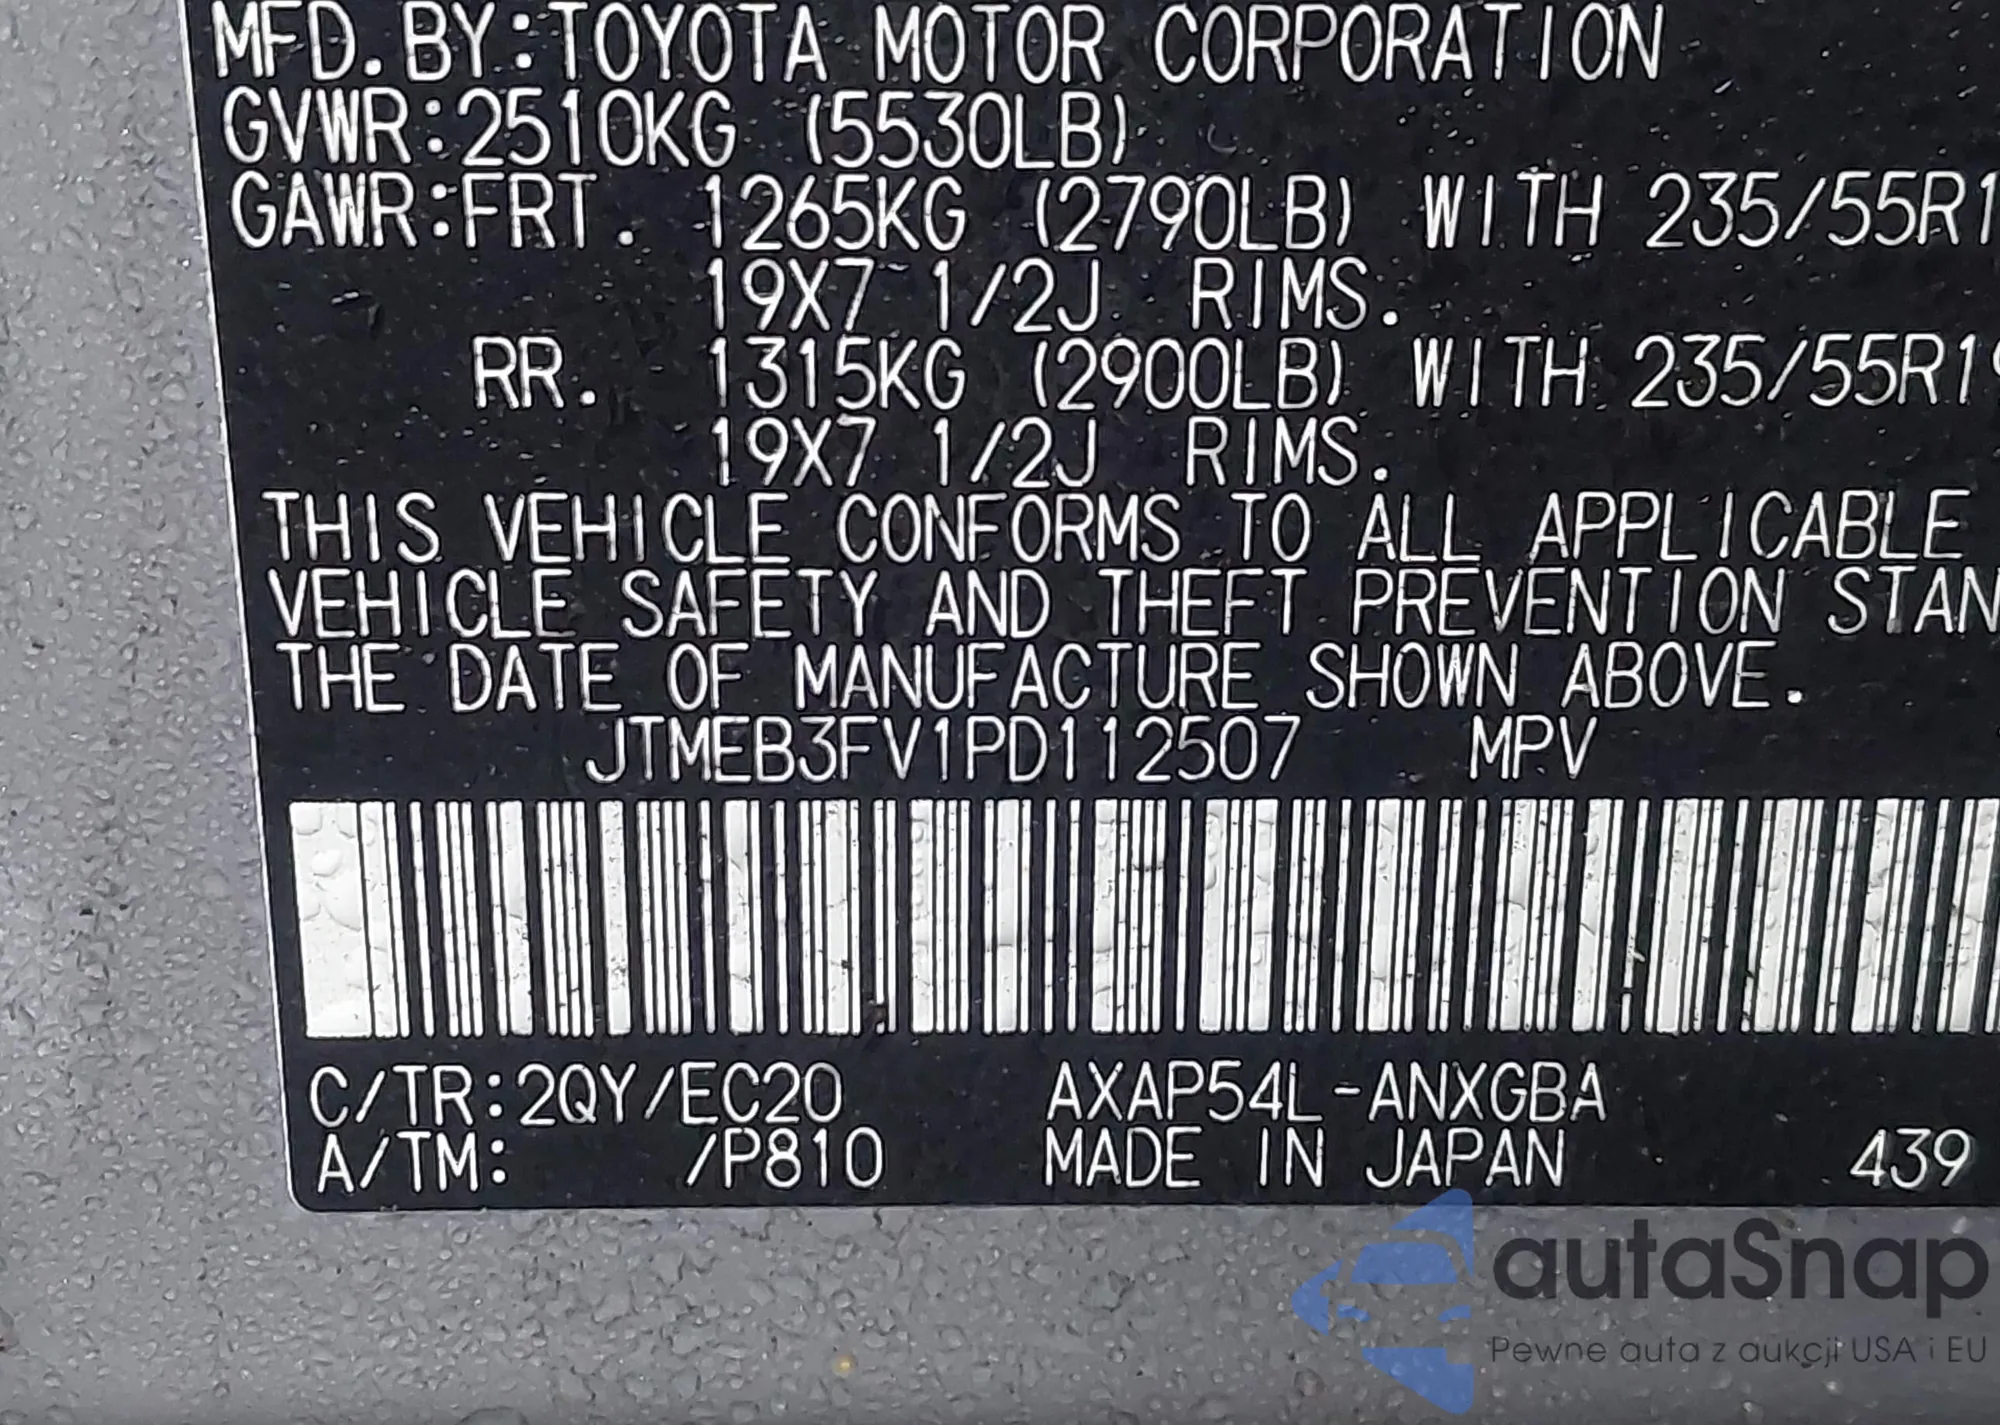 MFD.BY:TOYOTA MOTOR CORPORATION
GVWR:2510KG (5530LB)
GAWR:FRT. 1265KG (2790LB) WITH 235/55R1
19X7 1/2J RIMS.
RR. 1315KG (2900LB) WITH 235/55R19
19X7 1/2J RIMS.
THIS VEHICLE CONFORMS TO ALL APPLICABLE
VEHICLE SAFETY AND THEFT PREVENTION STAN
THE DATE OF MANUFACTURE SHOWN ABOVE.
JTMEB3FV1PD112507 MPV
C/TR:2QY/EC20 AXAP54L-ANXGBA
A/TM: /P810 MADE IN JAPAN 439
autaSnap
Pewne auta z aukcji USA i EU